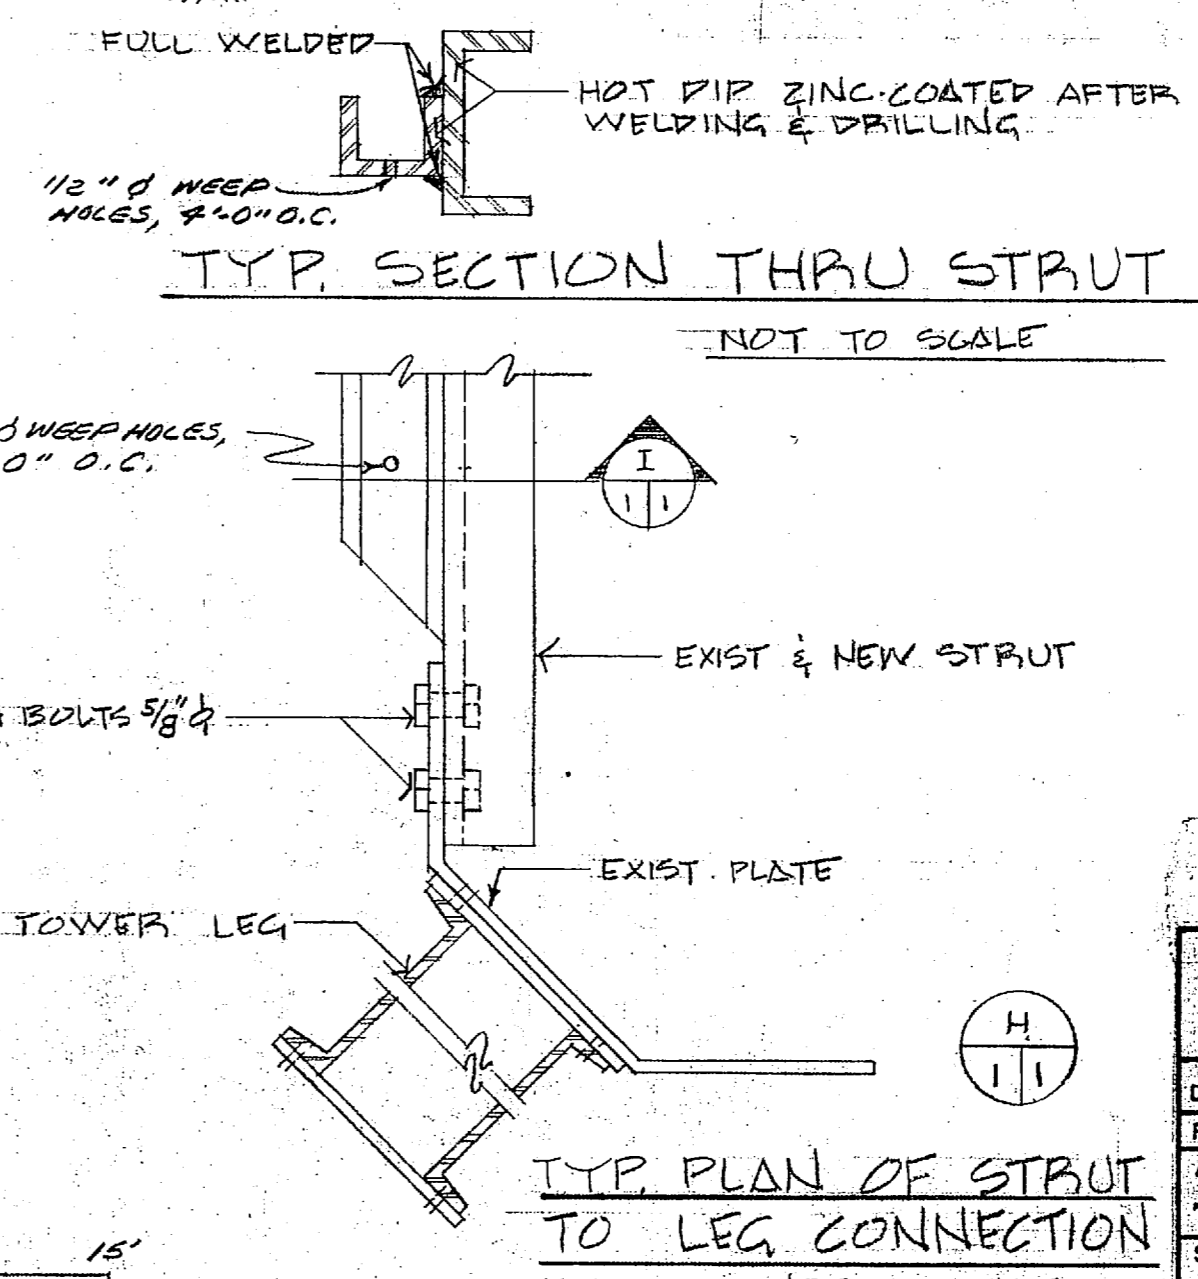 FULL WELDED
HOT DIP ZINC-COATED AFTER
WELDING & DRILLING
1/2" Ø WEEP
HOLES, 4'-0" O.C.
TYP. SECTION THRU STRUT
NOT TO SCALE
Ø WEEP HOLES,
0" O.C.
I
1 1
EXIST & NEW STRUT
BOLTS 5/8" Ø
EXIST. PLATE
TOWER LEG
H
1 1
TYP. PLAN OF STRUT
TO LEG CONNECTION
15'